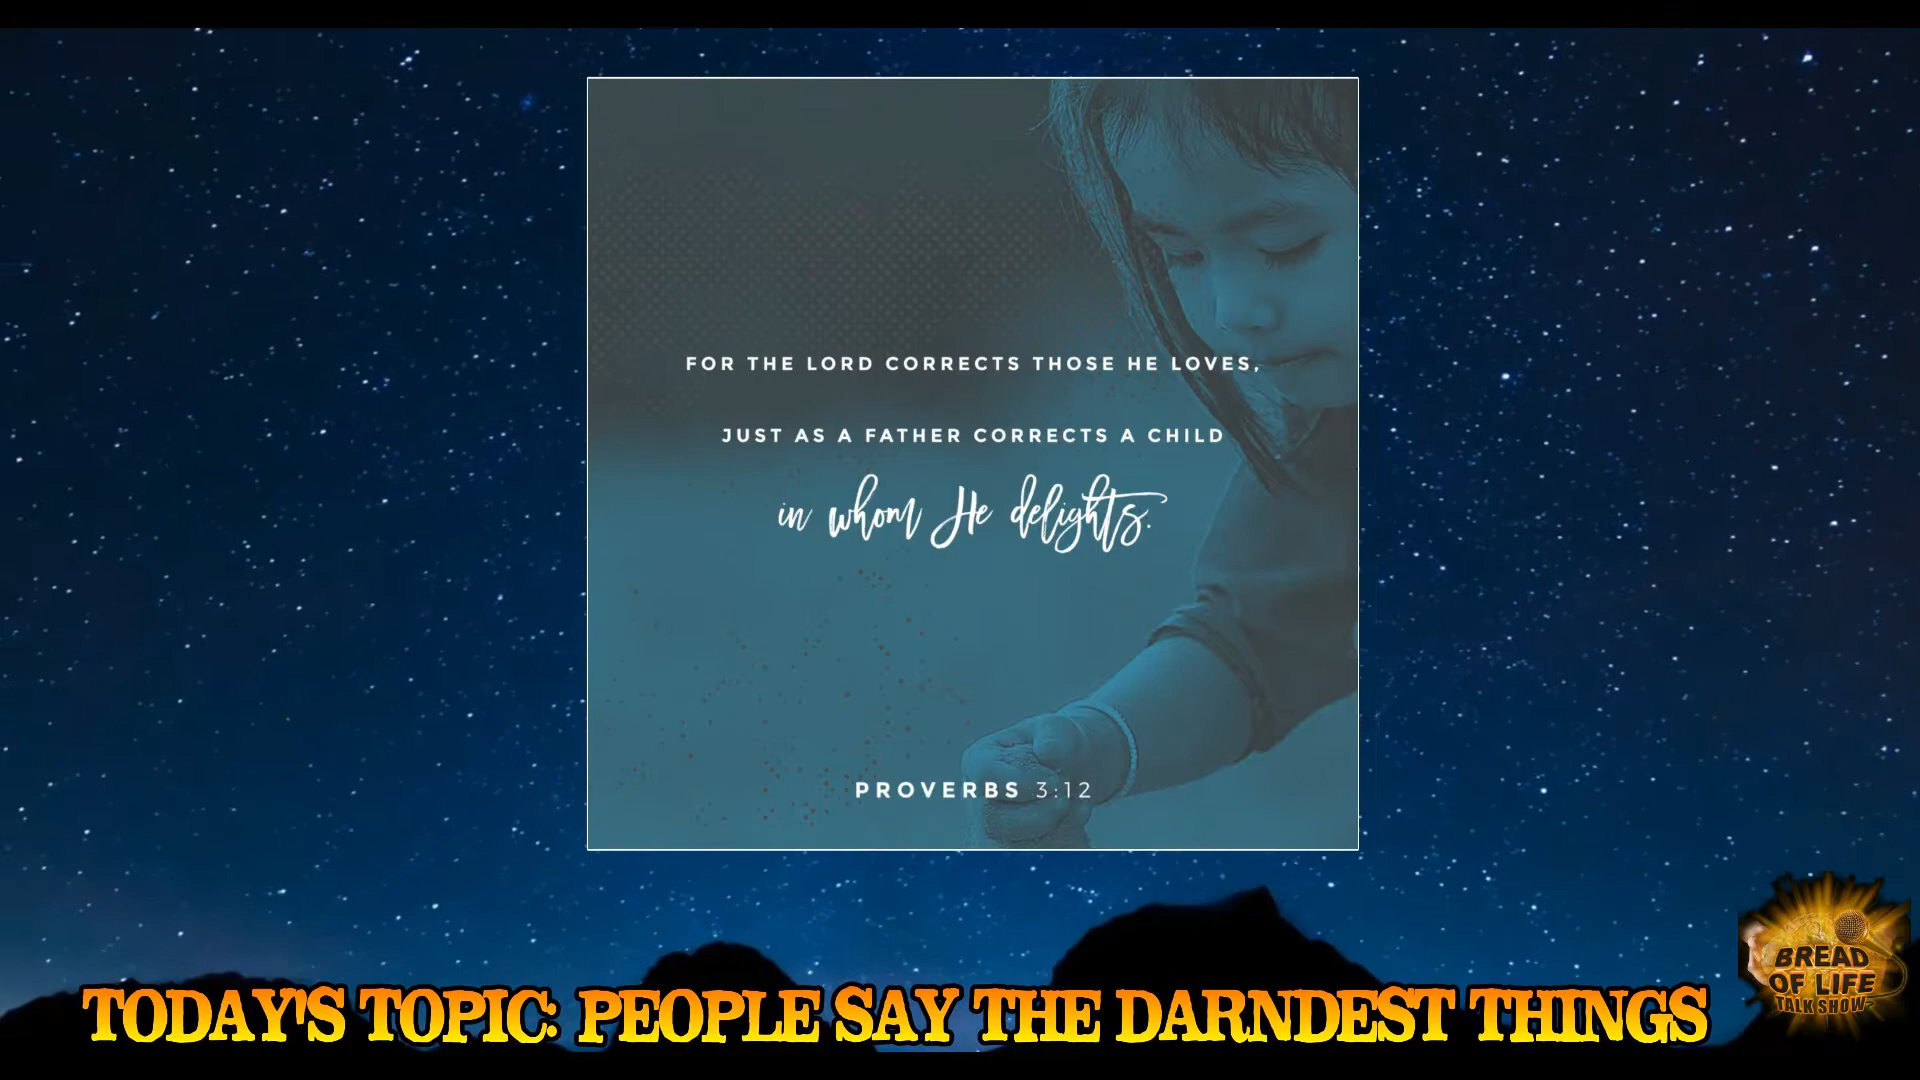 FOR THE LORD CORRECTS THOSE HE LOVES,
JUST AS A FATHER CORRECTS A CHILD
in whom He delights.
PROVERBS 3:12
BREAD
OF LIFE
TALK SHOW
TODAY'S TOPIC: PEOPLE SAY THE DARNDEST THINGS